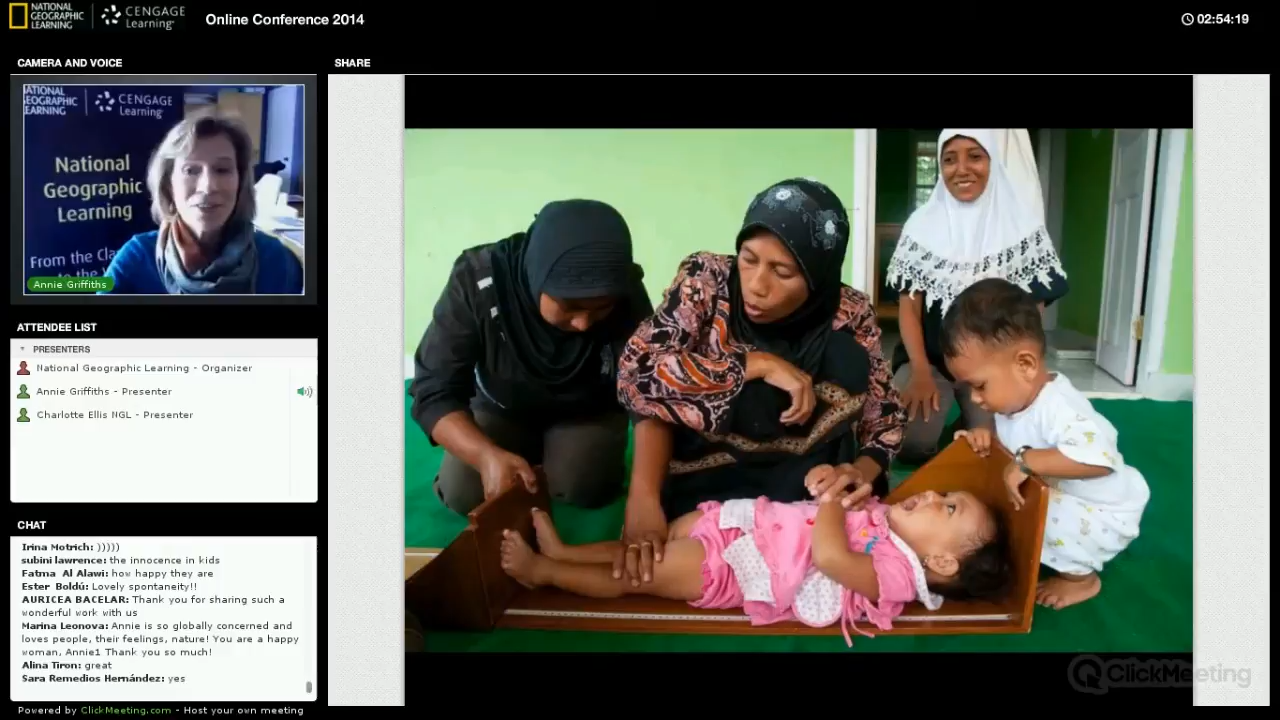 NATIONAL
GEOGRAPHIC
LEARNING
CENGAGE
Learning
Online Conference 2014
02:54:19
CAMERA AND VOICE
SHARE
ATIONAL
EOGRAPHIC
EARNING
CENGAGE
Learning
National
Geographic
Learning
From the Cla
to the W
Annie Griffiths
ATTENDEE LIST
PRESENTERS
National Geographic Learning - Organizer
Annie Griffiths - Presenter
Charlotte Ellis NGL - Presenter
CHAT
Irina Motrich: )))))
subini lawrence: the innocence in kids
Fatma Al Alawi: how happy they are
Ester Boldú: Lovely spontaneity!!
AURICEA BACELAR: Thank you for sharing such a
wonderful work with us
Marina Leonova: Annie is so globally concerned and
loves people, their feelings, nature! You are a happy
woman, Annie1 Thank you so much!
Alina Tiron: great
Sara Remedios Hernández: yes
Powered by ClickMeeting.com - Host your own meeting
ClickMeeting